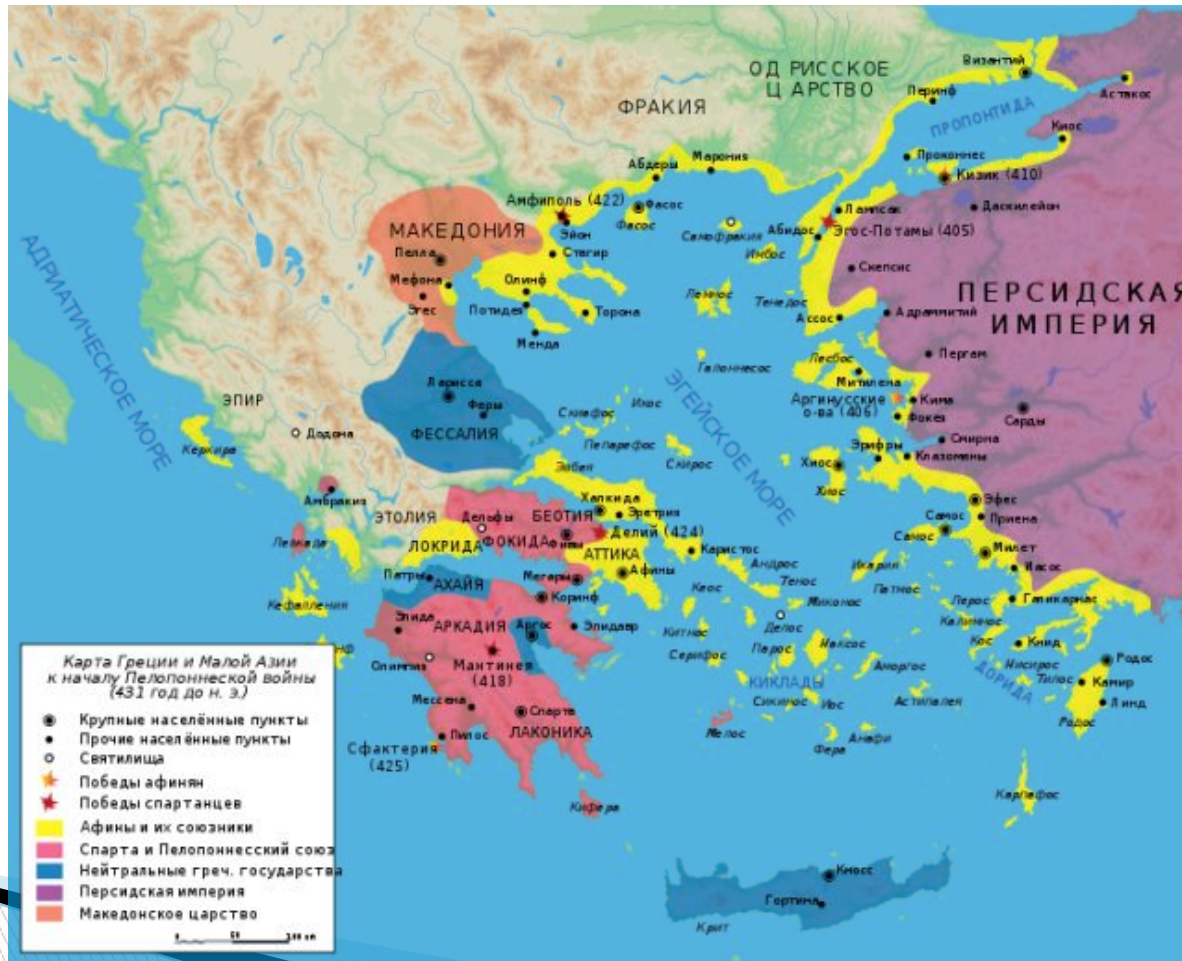 ОДРИССКОЕ
ЦАРСТВО
Византий
Перинф
Астакос
ФРАКИЯ
ПРОПОНТИДА
Киос
Марония
Абдеры
Проконнес
Кизик (410)
Амфиполь (422)
Фасос
Фасос
Лампсак
Даскилейон
МАКЕДОНИЯ
Эйон
Самофракия
Абидос
Эгос-Потамы (405)
Пелла
Стагир
Имбос
Скепсис
Мефона
Олинф
Лемнос
Тенедос
ПЕРСИДСКАЯ
ИМПЕРИЯ
Эгес
Потидея
Торона
Ассос
Адрамитий
Менда
АДРИАТИЧЕСКОЕ МОРЕ
Галоннесос
Лесбос
Пергам
Митилена
Ларисса
ЭГЕЙСКОЕ МОРЕ
Аргинусские
о-ва (406)
Кима
Фокея
Сарды
ЭПИР
Феры
Скиафос
Икос
Додона
ФЕССАЛИЯ
Пепарефос
Смирна
Керкира
Скирос
Эрифры
Клазомены
Эвбея
Хиос
Хиос
Амбракия
Халкида
Эфес
ЭТОЛИЯ
Дельфы
БЕОТИЯ
Эретрия
Самос
Самос
Приена
Левкада
ЛОКРИДА
ФОКИДА
Фивы
Делий (424)
АТТИКА
Каристос
Милет
Патры
АХАЙЯ
Мегары
Афины
Андрос
Икария
Иасос
Кефалления
Коринф
Кеос
Тенос
Патмос
Лерос
Галикарнас
Элида
АРКАДИЯ
Аргос
Эпидавр
Миконос
Калимнос
Китнос
Делос
Олимпия
Мантинея
(418)
Серифос
Парос
Наксос
Кос
Книд
Родос
Аморгос
Нисирос
Тилос
Камир
ДОРИДА
КИКЛАДЫ
Мессена
Спарта
Сикинос
Иос
Астипалея
Линд
Пилос
ЛАКОНИКА
Мелос
Родос
Сфактерия
(425)
Фера
Анафи
Кифера
Карпафос
Кносс
Гортина
Крит
Карта Греции и Малой Азии
к началу Пелопоннеской войны
(431 год до н. э.)
Крупные населённые пункты
Прочие населённые пункты
Святилища
Победы афинян
Победы спартанцев
Афины и их союзники
Спарта и Пелопоннесский союз
Нейтральные греч. государства
Персидская империя
Македонское царство
0 50